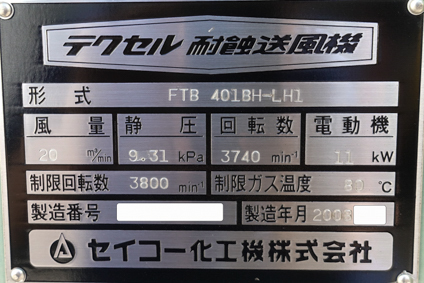 テクセル 耐蝕送風機
形式 FTB 401BH-LH1
風量 静圧 回転数 電動機
20 m³/min 9.31 kPa 3740 min⁻¹ 11 kW
制限回転数 3800 min⁻¹ 制限ガス温度 80 ℃
製造番号 製造年月 2008
セイコー化工機株式会社